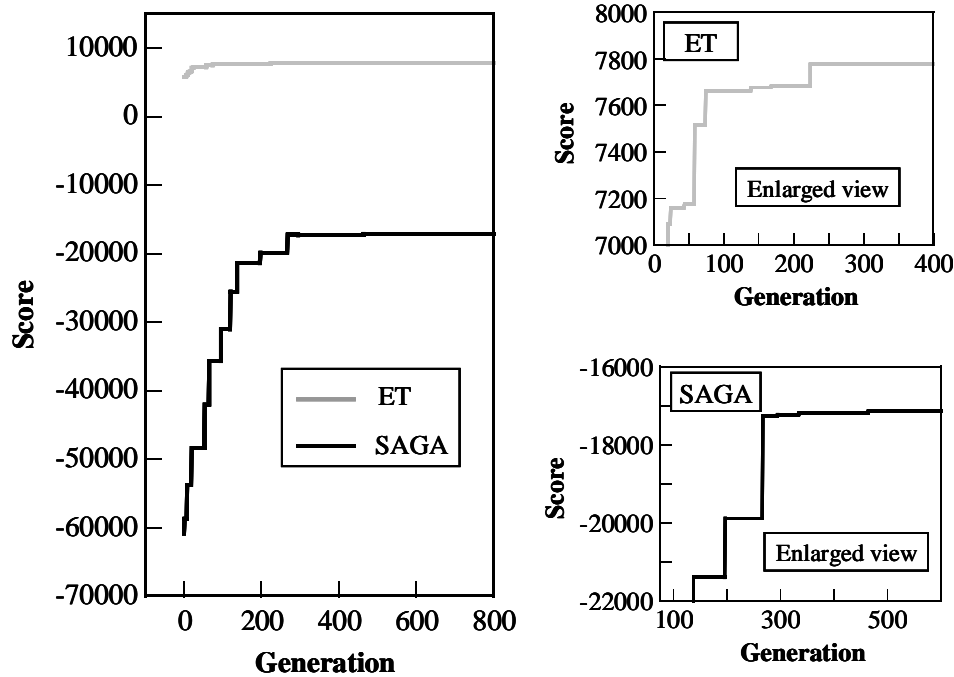 10000
0
-10000
-20000
-30000
-40000
-50000
-60000
-70000
0 200 400 600 800
Score
Generation
ET
SAGA
8000
7800
7600
7400
7200
7000
0 100 200 300 400
Score
Generation
ET
Enlarged view
-16000
-18000
-20000
-22000
100 300 500
Score
Generation
SAGA
Enlarged view